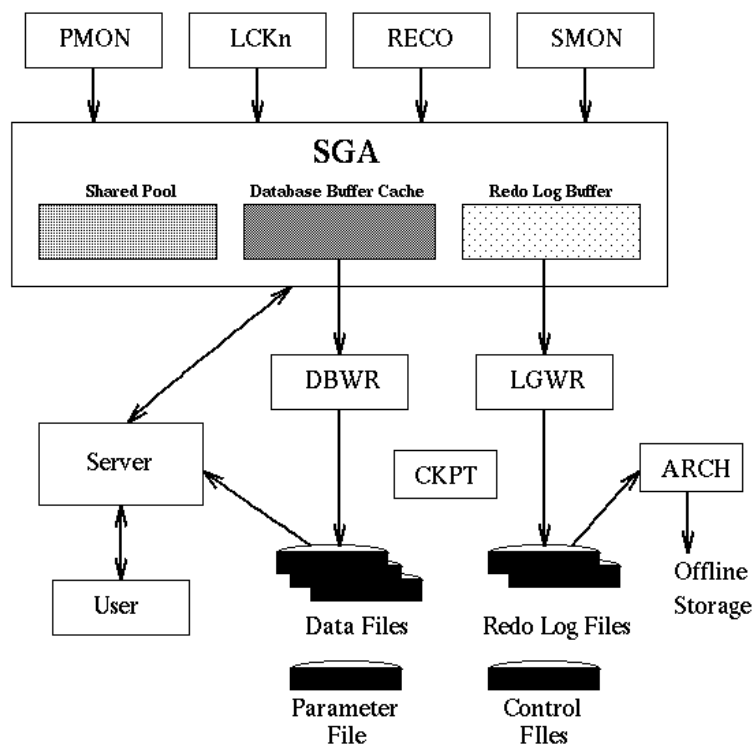 PMON
LCKn
RECO
SMON
SGA
Shared Pool
Database Buffer Cache
Redo Log Buffer
DBWR
LGWR
Server
CKPT
ARCH
User
Offline
Storage
Data Files
Redo Log Files
Parameter
File
Control
FIles